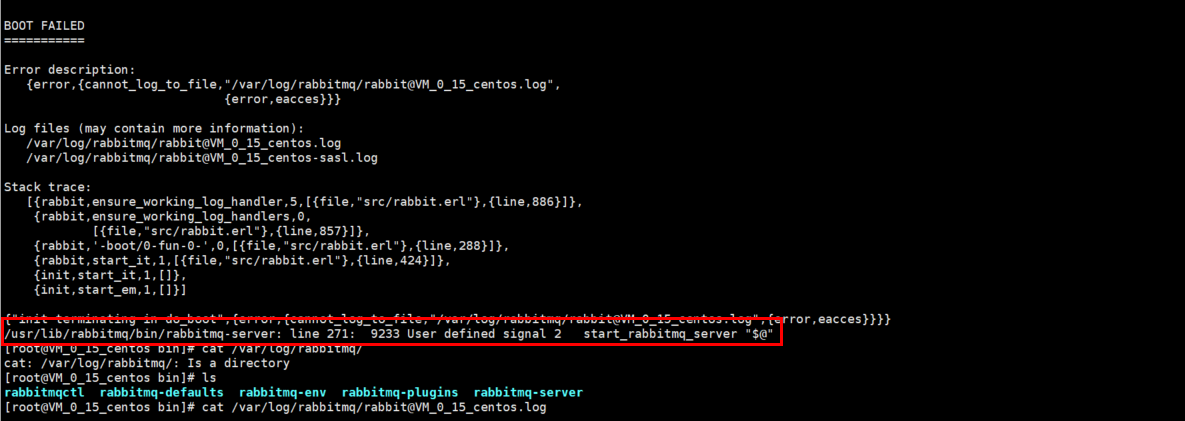 BOOT FAILED
===========
Error description:
{error,{cannot_log_to_file,"/var/log/rabbitmq/rabbit@VM_0_15_centos.log",
{error,eacces}}}
Log files (may contain more information):
/var/log/rabbitmq/rabbit@VM_0_15_centos.log
/var/log/rabbitmq/rabbit@VM_0_15_centos-sasl.log
Stack trace:
[{rabbit,ensure_working_log_handler,5,[{file,"src/rabbit.erl"},{line,886}]},
{rabbit,ensure_working_log_handlers,0,
[{file,"src/rabbit.erl"},{line,857}]},
{rabbit,'-boot/0-fun-0-',0,[{file,"src/rabbit.erl"},{line,288}]},
{rabbit,start_it,1,[{file,"src/rabbit.erl"},{line,424}]},
{init,start_it,1,[]},
{init,start_em,1,[]}]
{"init terminating in do_boot",{error,{cannot_log_to_file,"/var/log/rabbitmq/rabbit@VM_0_15_centos.log",{error,eacces}}}}
/usr/lib/rabbitmq/bin/rabbitmq-server: line 271:  9233 User defined signal 2   start_rabbitmq_server "$@"
[root@VM_0_15_centos bin]# cat /var/log/rabbitmq/
cat: /var/log/rabbitmq/: Is a directory
[root@VM_0_15_centos bin]# ls
rabbitmqctl  rabbitmq-defaults  rabbitmq-env  rabbitmq-plugins  rabbitmq-server
[root@VM_0_15_centos bin]# cat /var/log/rabbitmq/rabbit@VM_0_15_centos.log